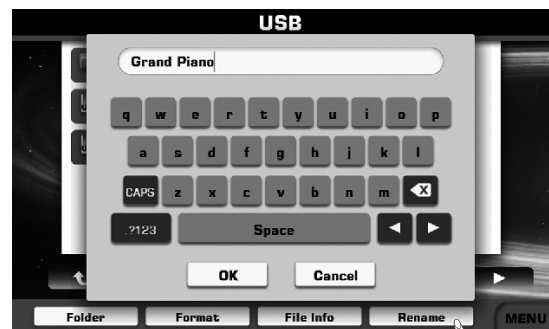 USB
Grand Piano
q w e r t y u i o p
a s d f g h j k l
CAPS z x c v b n m
.?123 Space
OK Cancel
Folder Format File Info Rename MENU